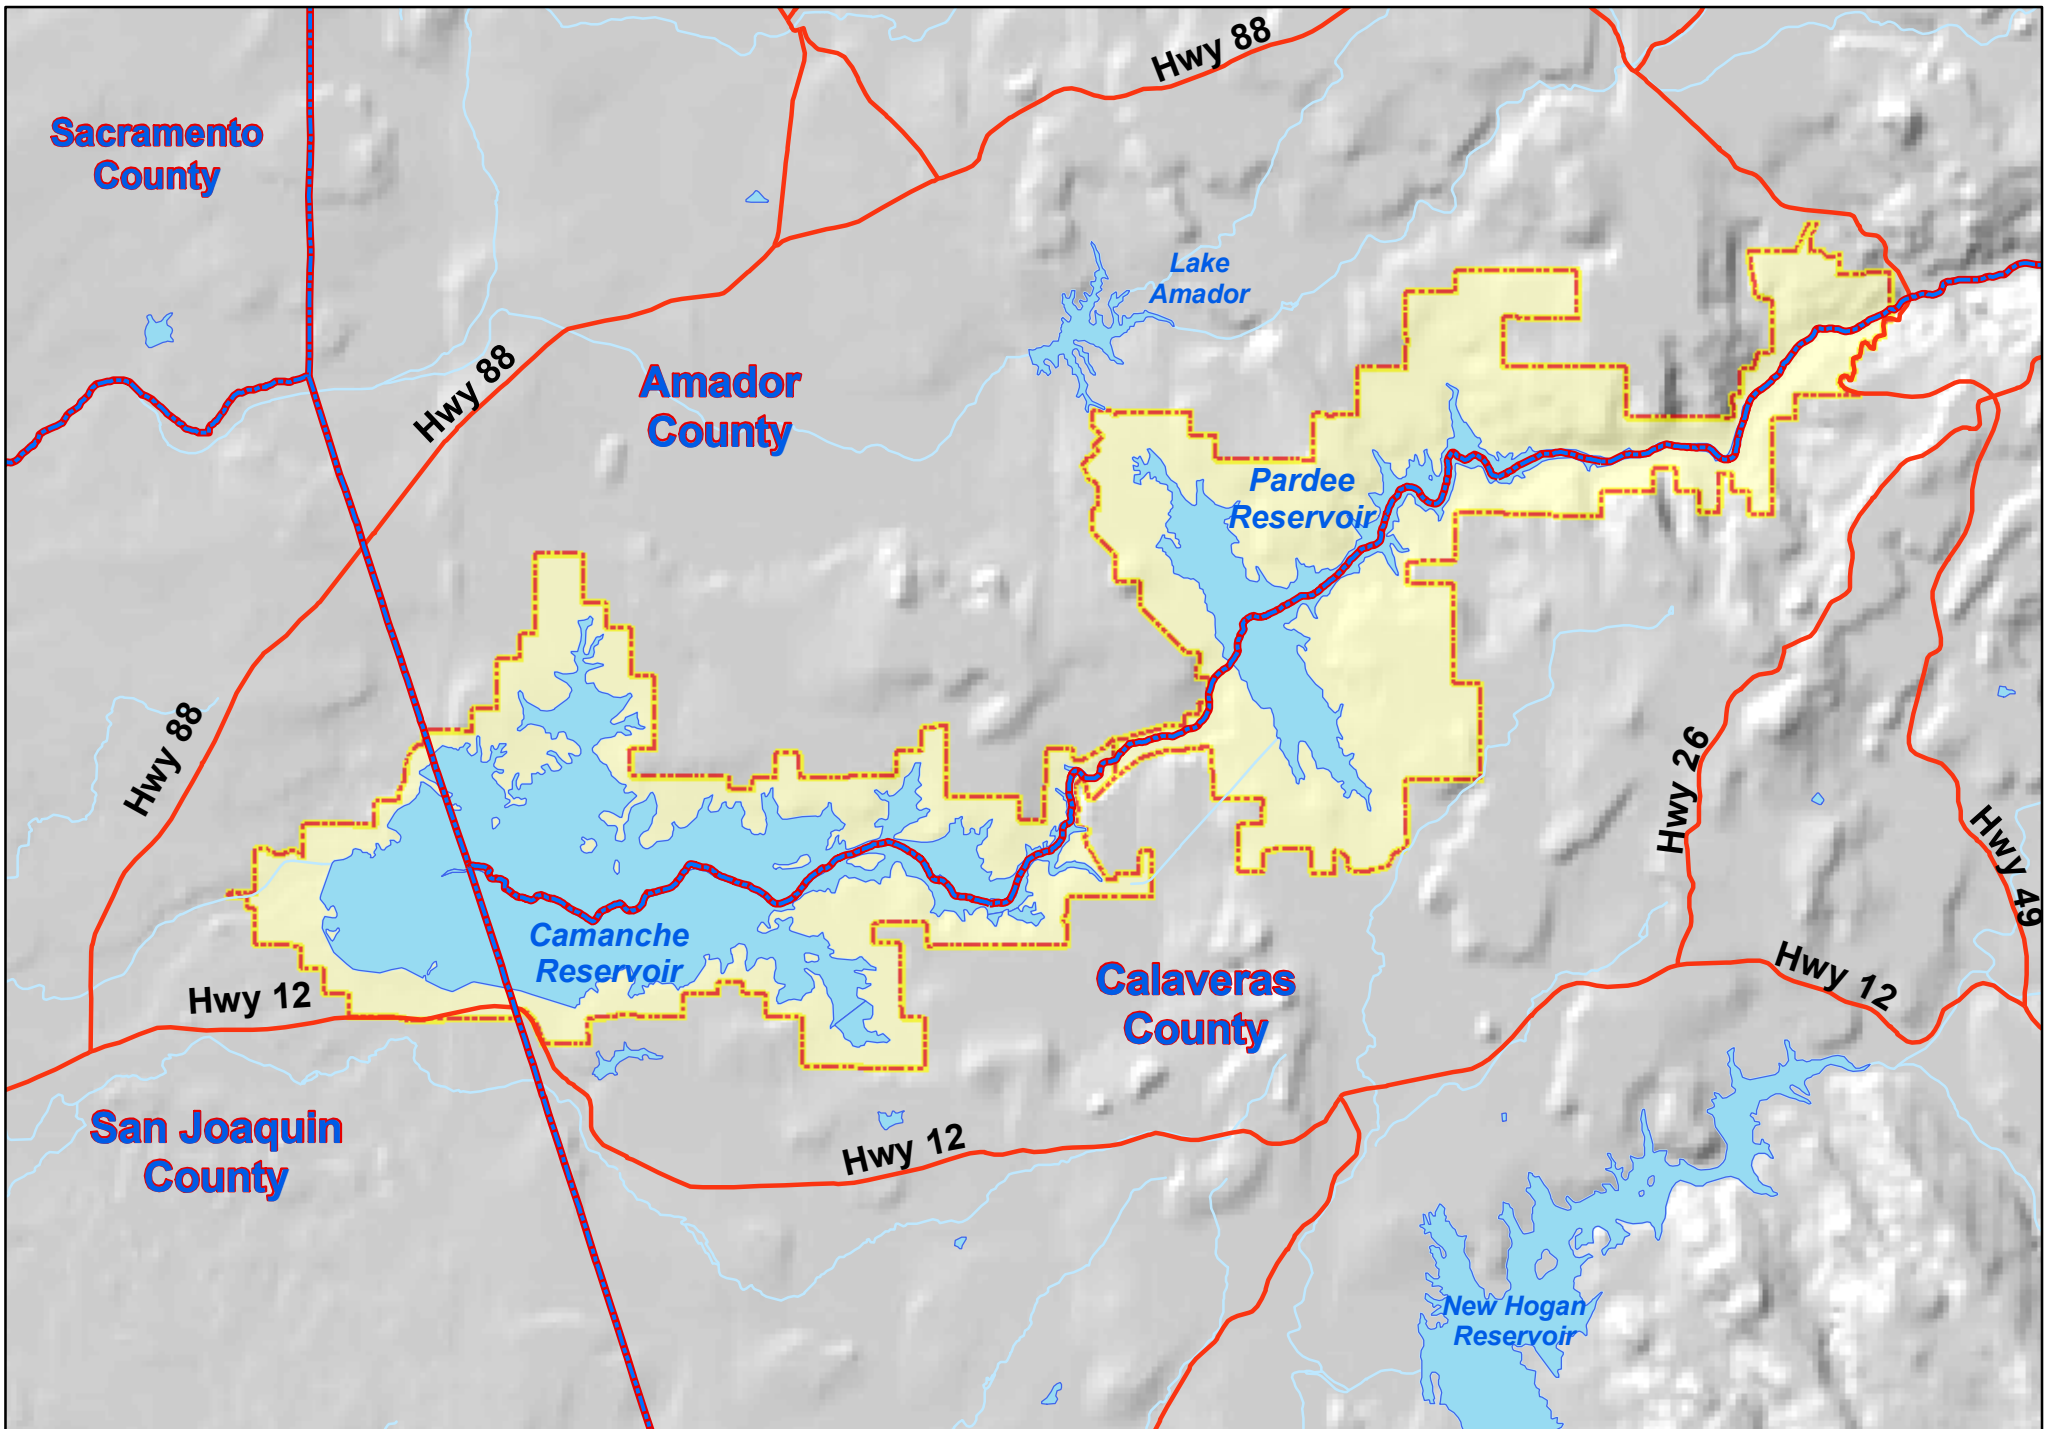 Hwy 88
Sacramento
County
Lake
Amador
Hwy 88
Amador
County
Pardee
Reservoir
Hwy 88
Hwy 26
Hwy 49
Camanche
Reservoir
Hwy 12
Calaveras
County
Hwy 12
San Joaquin
County
Hwy 12
New Hogan
Reservoir